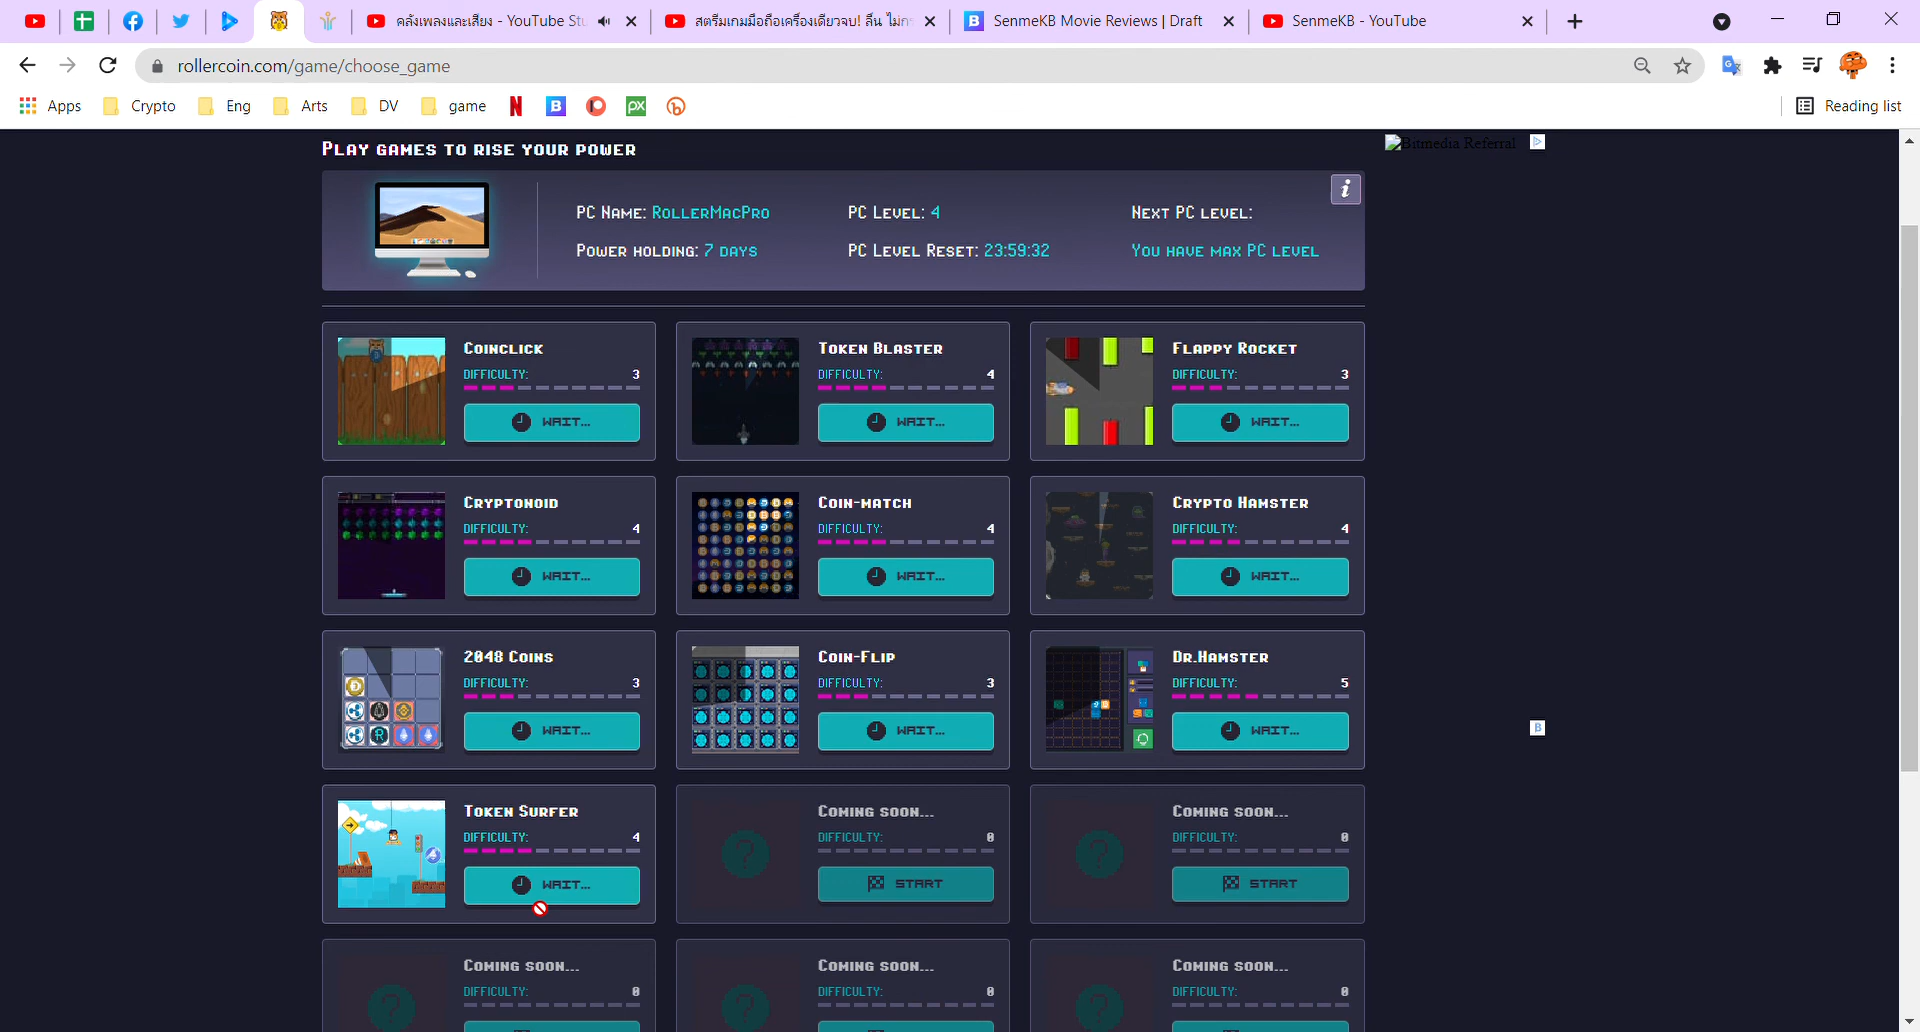 คลังเพลงและเสียง - YouTube Stu
สตรีมเกมมือถือเครื่องเดียวจบ! ลื่น ไม่กร
SenmeKB Movie Reviews | Draft
SenmeKB - YouTube
rollercoin.com/game/choose_game
Apps
Crypto
Eng
Arts
DV
game
Reading list
Play games to rise your power
Bitmedia Referral
PC Name: RollerMacPro
PC Level: 4
Next PC level:
Power holding: 7 days
PC Level Reset: 23:59:32
You have max PC level
Coinclick
Difficulty: 3
Wait...
Token Blaster
Difficulty: 4
Wait...
Flappy Rocket
Difficulty: 3
Wait...
Cryptonoid
Difficulty: 4
Wait...
Coin-match
Difficulty: 4
Wait...
Crypto Hamster
Difficulty: 4
Wait...
2048 Coins
Difficulty: 3
Wait...
Coin-Flip
Difficulty: 3
Wait...
Dr.Hamster
Difficulty: 5
Wait...
Token Surfer
Difficulty: 4
Wait...
Coming soon...
Difficulty: 0
Start
Coming soon...
Difficulty: 0
Start
Coming soon...
Difficulty: 0
Coming soon...
Difficulty: 0
Coming soon...
Difficulty: 0